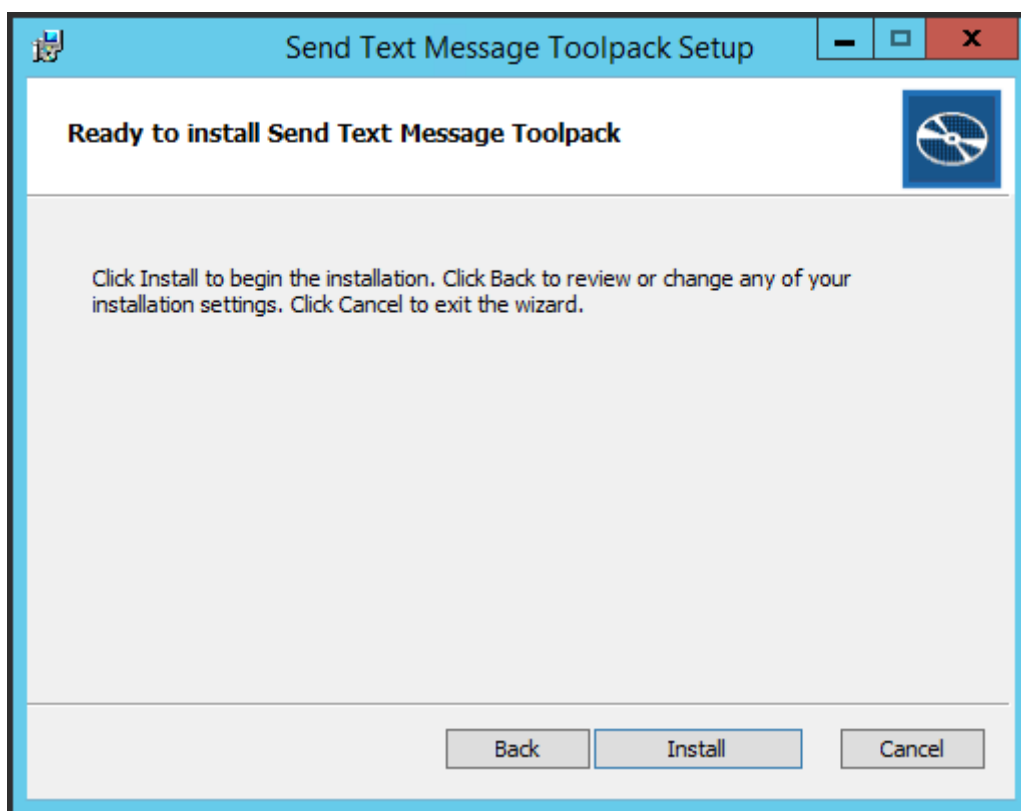 Send Text Message Toolpack Setup
Ready to install Send Text Message Toolpack
Click Install to begin the installation. Click Back to review or change any of your
installation settings. Click Cancel to exit the wizard.
Back Install Cancel